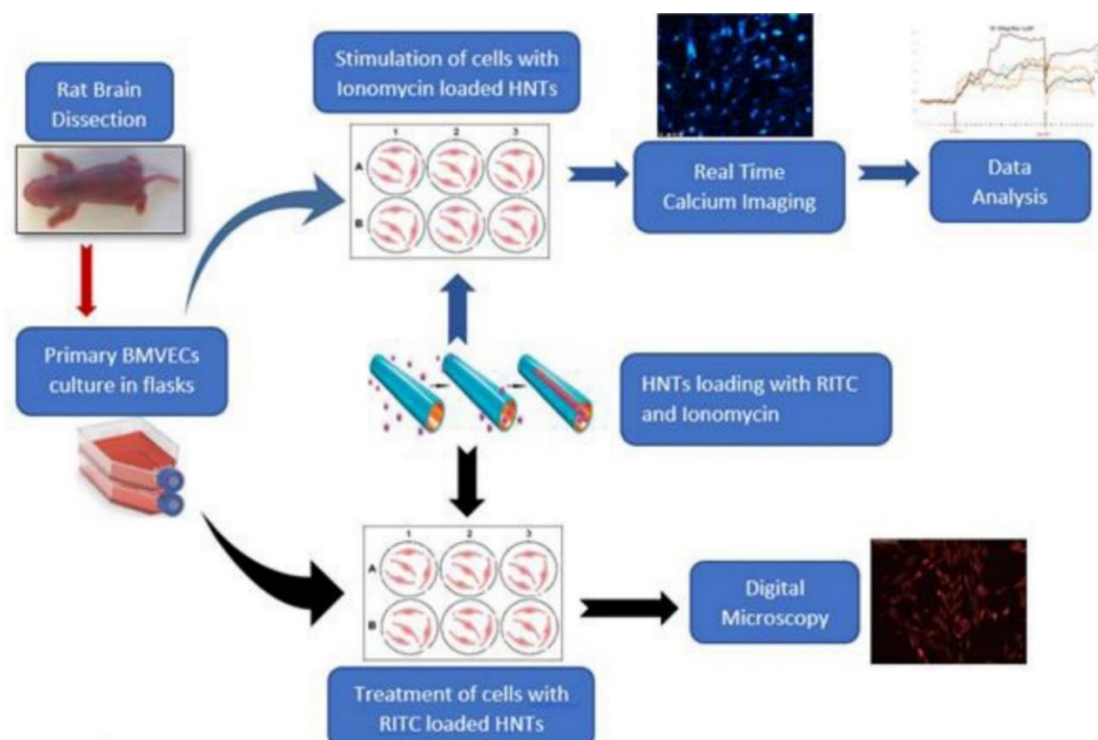 Rat Brain
Dissection
Stimulation of cells with
Ionomycin loaded HNTs
1 2 3
A
B
Real Time
Calcium Imaging
Data
Analysis
Primary BMVECs
culture in flasks
HNTs loading with RITC
and Ionomycin
1 2 3
A
B
Treatment of cells with
RITC loaded HNTs
Digital
Microscopy